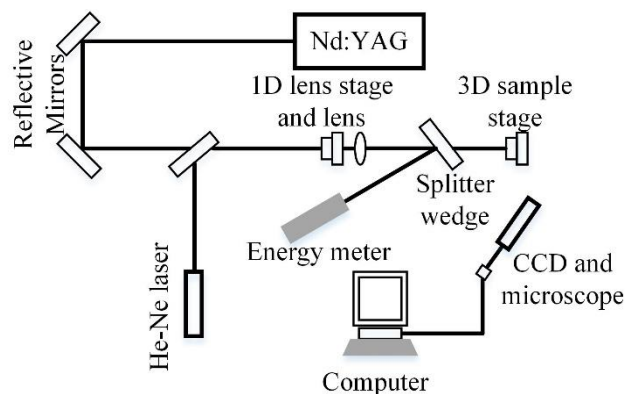 Nd:YAG
Reflective
Mirrors
1D lens stage
and lens
3D sample
stage
Splitter
wedge
Energy meter
He-Ne laser
CCD and
microscope
Computer